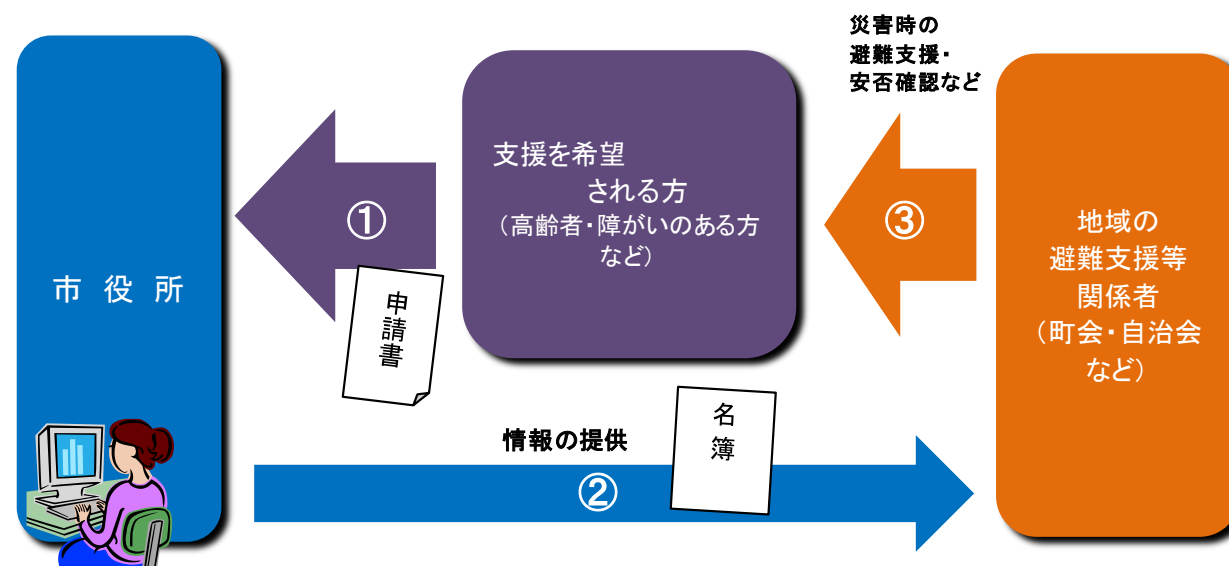 市役所
①
申請書
支援を希望
される方
（高齢者・障がいのある方
など）
災害時の
避難支援・
安否確認など
③
地域の
避難支援等
関係者
（町会・自治会
など）
情報の提供
名簿
②